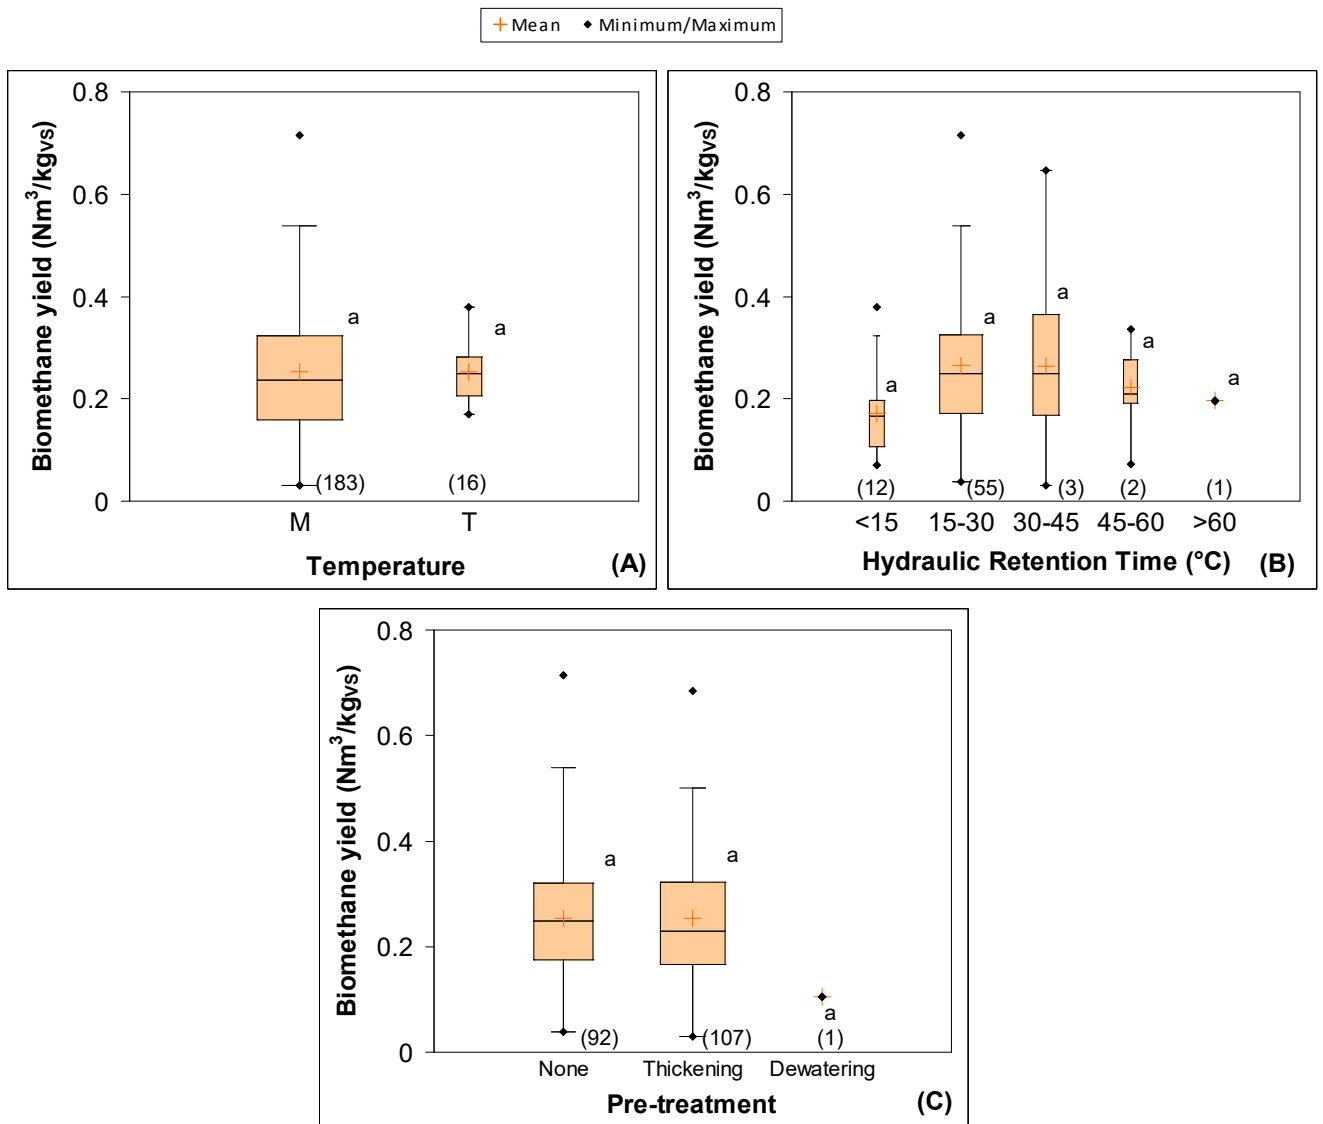 Mean Minimum/Maximum
Biomethane yield (Nm³/kgVS)
0.8
0.6
0.4
0.2
0
a
a
(183)
(16)
M T
Temperature
(A)
Biomethane yield (Nm³/kgVS)
0.8
0.6
0.4
0.2
0
a
a
a
a
a
(12) (55) (3) (2) (1)
<15 15-30 30-45 45-60 >60
Hydraulic Retention Time (°C)
(B)
Biomethane yield (Nm³/kgVS)
0.8
0.6
0.4
0.2
0
a
a
a
(92) (107) (1)
None Thickening Dewatering
Pre-treatment
(C)